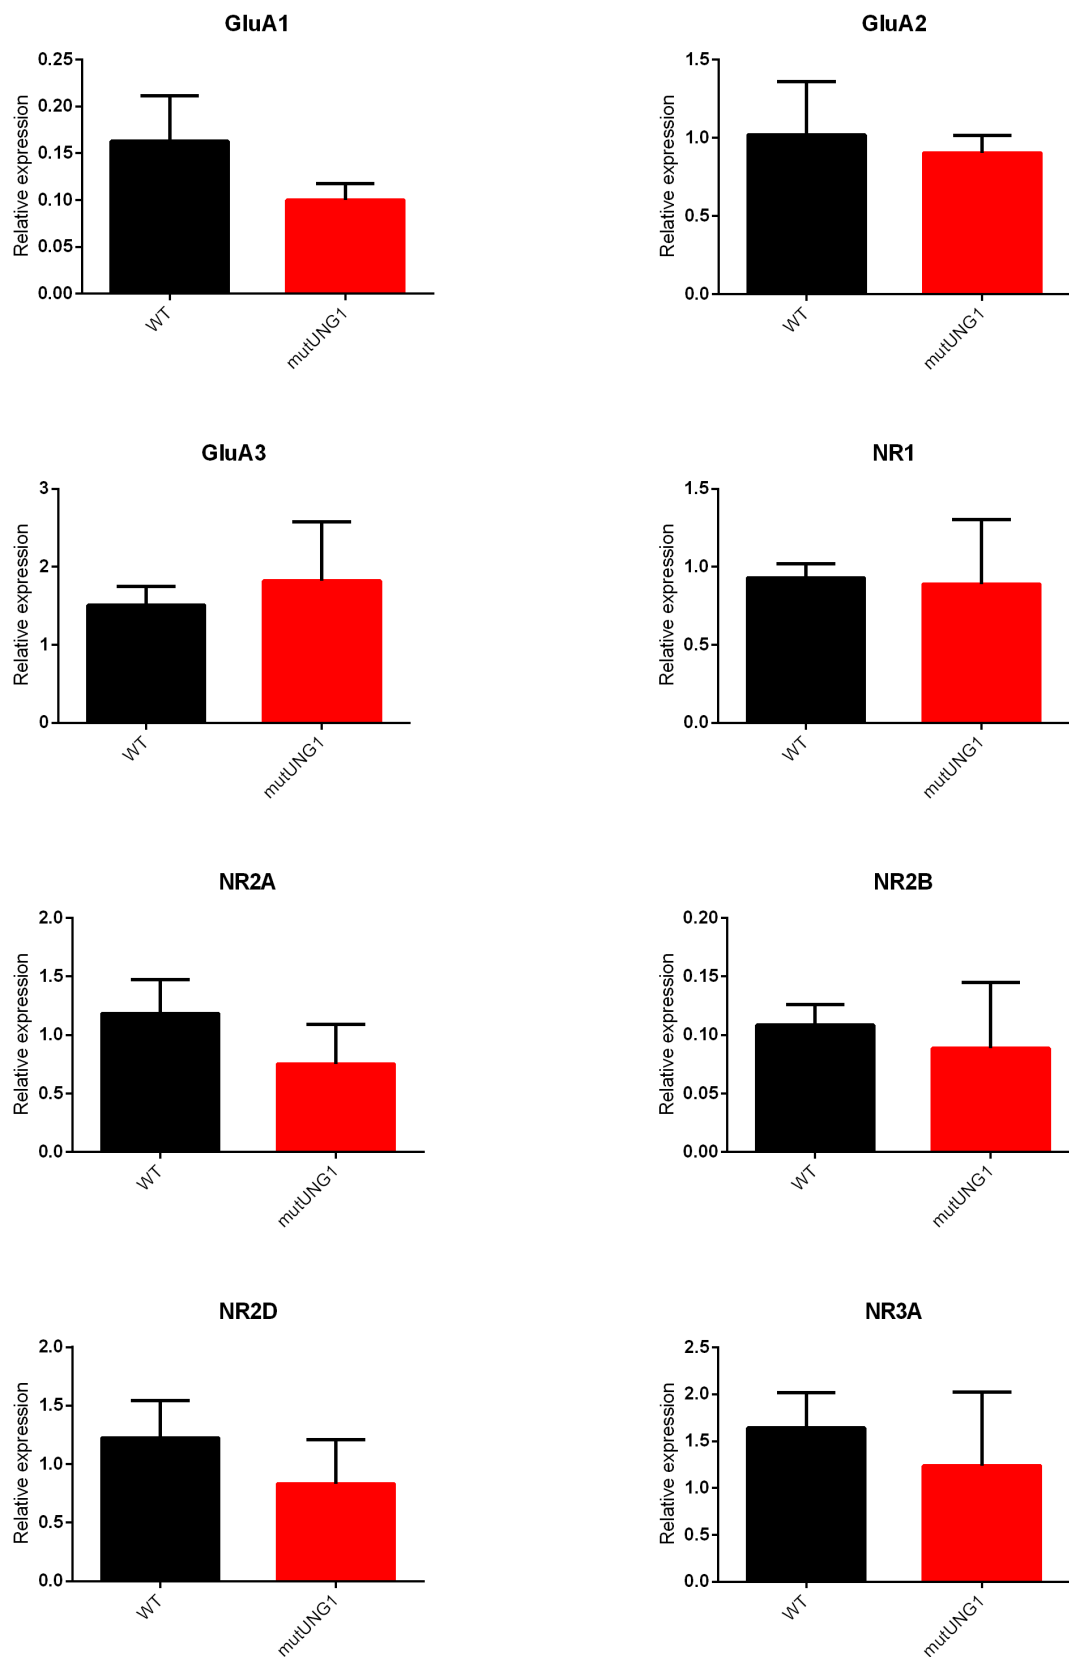 GluA1
Relative expression
0.25
0.20
0.15
0.10
0.05
0.00
WT
mutUNG1
GluA2
Relative expression
1.5
1.0
0.5
0.0
WT
mutUNG1
GluA3
Relative expression
3
2
1
0
WT
mutUNG1
NR1
Relative expression
1.5
1.0
0.5
0.0
WT
mutUNG1
NR2A
Relative expression
2.0
1.5
1.0
0.5
0.0
WT
mutUNG1
NR2B
Relative expression
0.20
0.15
0.10
0.05
0.00
WT
mutUNG1
NR2D
Relative expression
2.0
1.5
1.0
0.5
0.0
WT
mutUNG1
NR3A
Relative expression
2.5
2.0
1.5
1.0
0.5
0.0
WT
mutUNG1